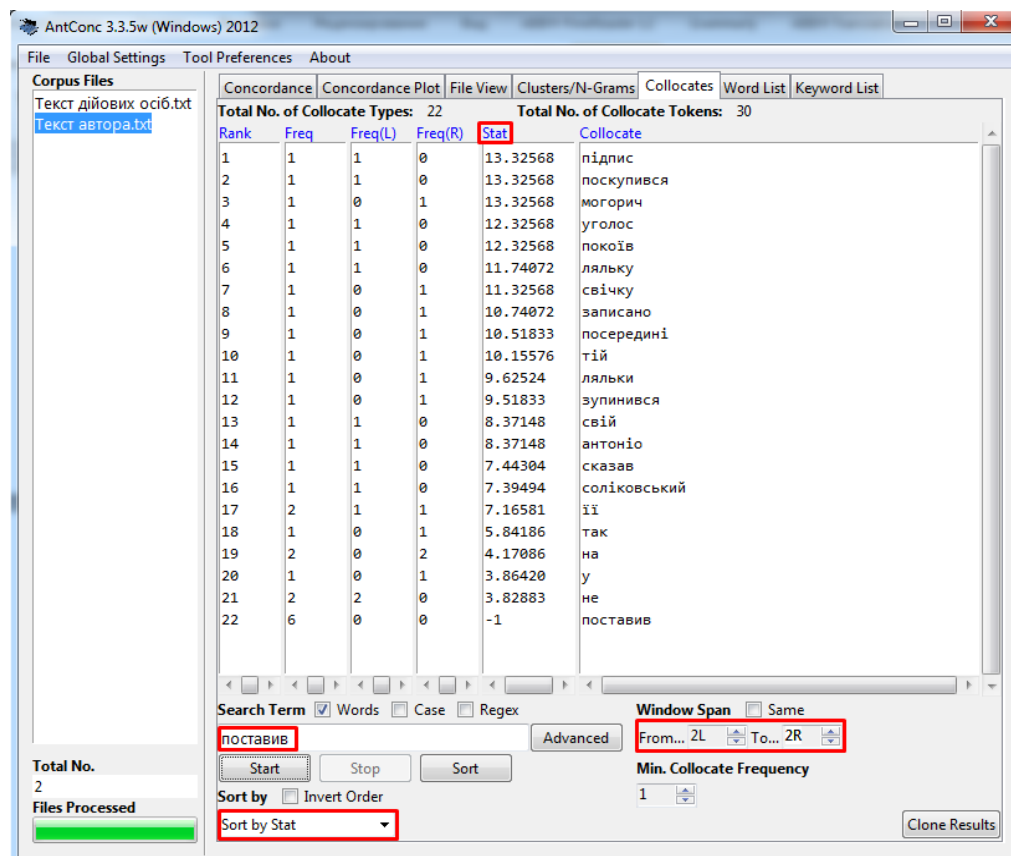 AntConc 3.3.5w (Windows) 2012
File Global Settings Tool Preferences About
Corpus Files
Текст дійових осіб.txt
Текст автора.txt
Total No.
2
Files Processed
Concordance Concordance Plot File View Clusters/N-Grams Collocates Word List Keyword List
Total No. of Collocate Types: 22 Total No. of Collocate Tokens: 30
Rank Freq Freq(L) Freq(R) Stat Collocate
1 1 1 0 13.32568 підпис
2 1 1 0 13.32568 поскупився
3 1 0 1 13.32568 могорич
4 1 1 0 12.32568 уголос
5 1 1 0 12.32568 покоїв
6 1 1 0 11.74072 ляльку
7 1 0 1 11.32568 свічку
8 1 0 1 10.74072 записано
9 1 0 1 10.51833 посередині
10 1 0 1 10.15576 тій
11 1 0 1 9.62524 ляльки
12 1 0 1 9.51833 зупинився
13 1 1 0 8.37148 свій
14 1 1 0 8.37148 антоніо
15 1 1 0 7.44304 сказав
16 1 1 0 7.39494 соліковський
17 2 1 1 7.16581 її
18 1 0 1 5.84186 так
19 2 0 2 4.17086 на
20 1 0 1 3.86420 у
21 2 2 0 3.82883 не
22 6 0 0 -1 поставив
Search Term Words Case Regex
поставив Advanced
Start Stop Sort
Sort by Invert Order
Sort by Stat
Window Span Same
From... 2L To... 2R
Min. Collocate Frequency
1
Clone Results